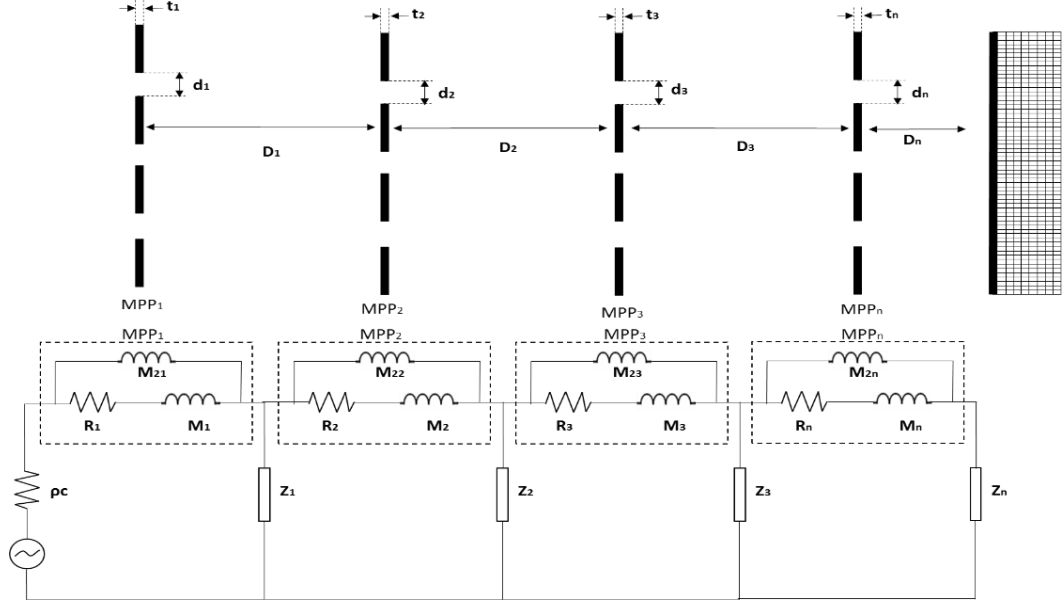 t₁ t₂ t₃ tₙ
d₁ d₂ d₃ dₙ
D₁ D₂ D₃ Dₙ
MPP₁ MPP₂ MPP₃ MPPₙ
MPP₁ MPP₂ MPP₃ MPPₙ
M₂₁ M₂₂ M₂₃ M₂ₙ
R₁ M₁ R₂ M₂ R₃ M₃ Rₙ Mₙ
ρc Z₁ Z₂ Z₃ Zₙ